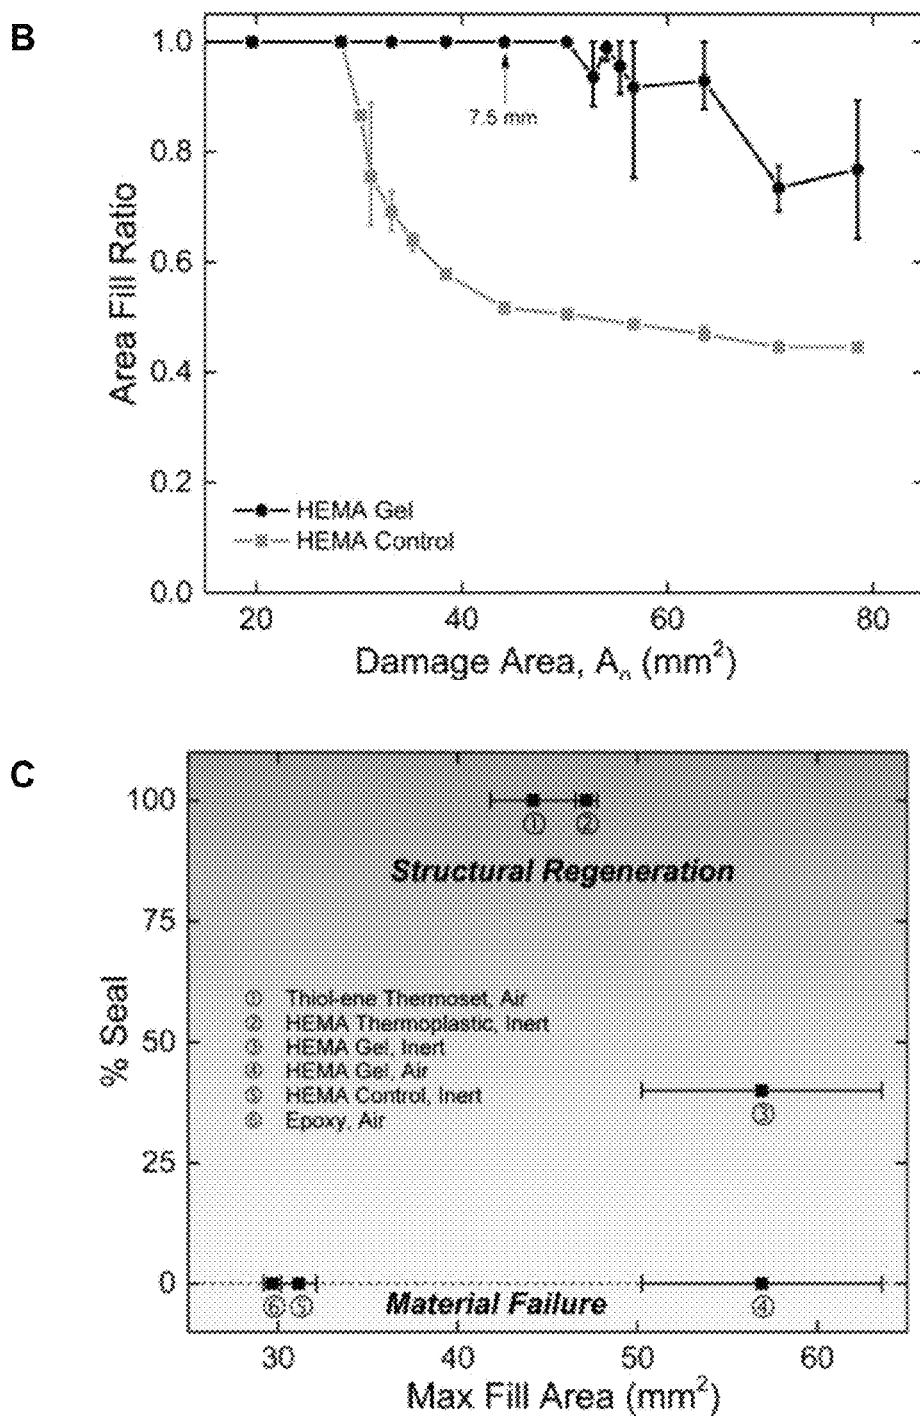 B
1.0
0.8
0.6
0.4
0.2
0.0
Area Fill Ratio
7.5 mm
HEMA Gel
HEMA Control
20 40 60 80
Damage Area, A₀ (mm²)
C
100
75
50
25
0
% Seal
① ②
Structural Regeneration
① Thiol-ene Thermoset, Air
② HEMA Thermoplastic, Inert
③ HEMA Gel, Inert
④ HEMA Gel, Air
⑤ HEMA Control, Inert
⑥ Epoxy, Air
③
⑥ ⑤ Material Failure ④
30 40 50 60
Max Fill Area (mm²)